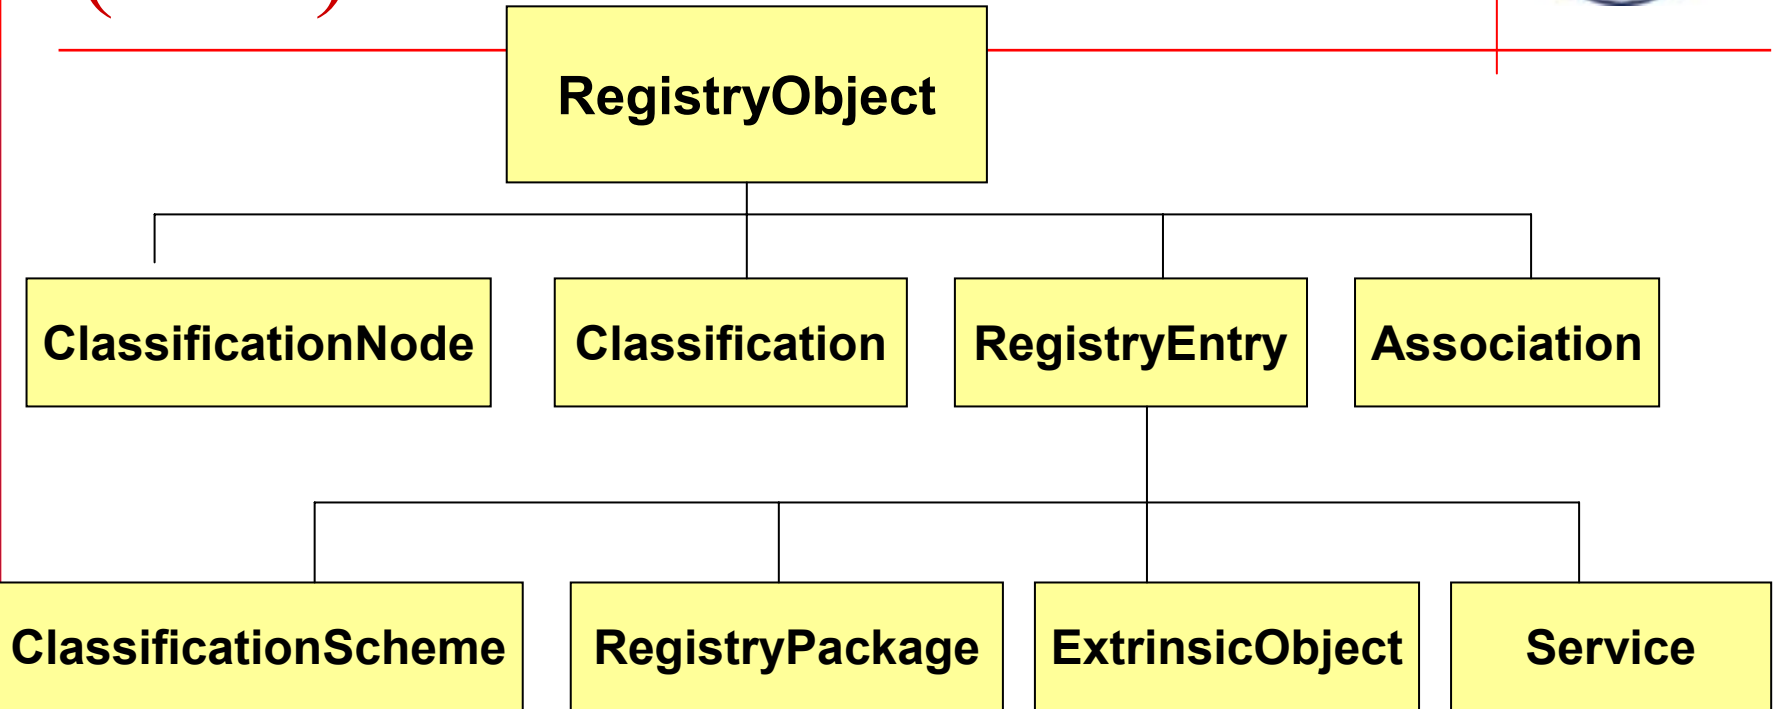 RegistryObject
ClassificationNode
Classification
RegistryEntry
Association
ClassificationScheme
RegistryPackage
ExtrinsicObject
Service